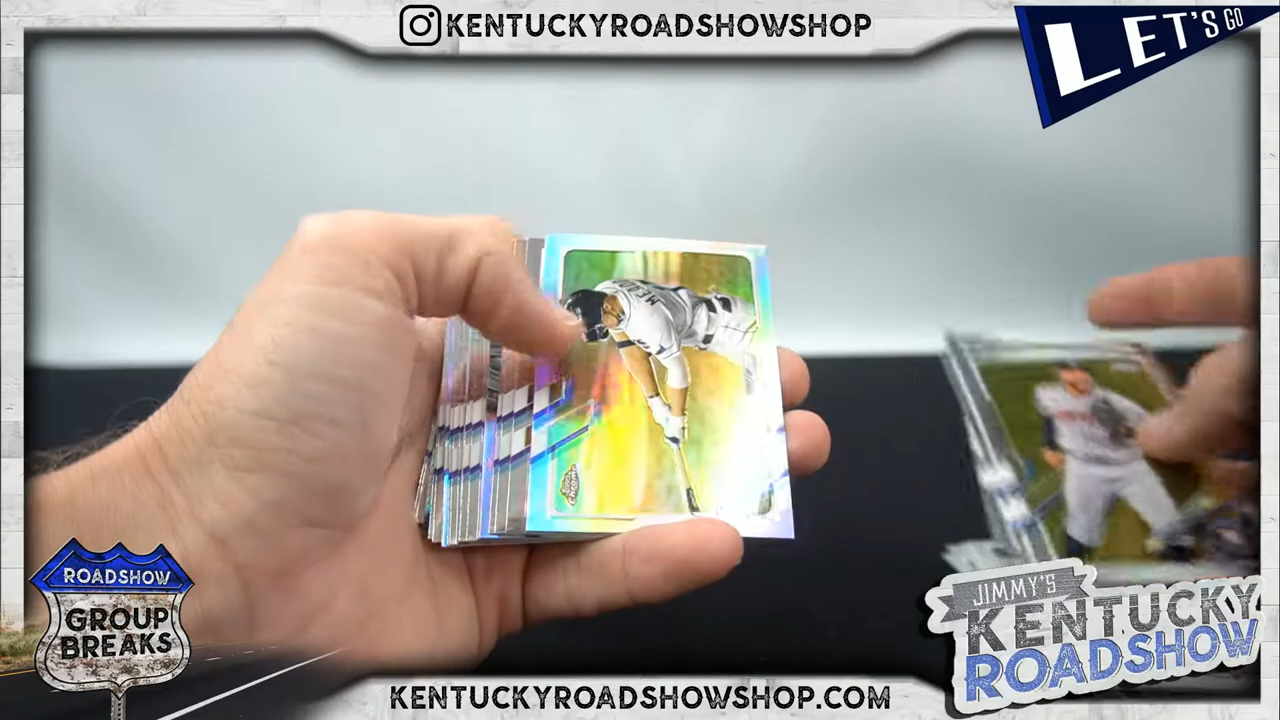 KENTUCKYROADSHOWSHOP
LET'S GO
ROADSHOW
GROUP
BREAKS
JIMMY'S
KENTUCKY
ROADSHOW
KENTUCKYROADSHOWSHOP.COM